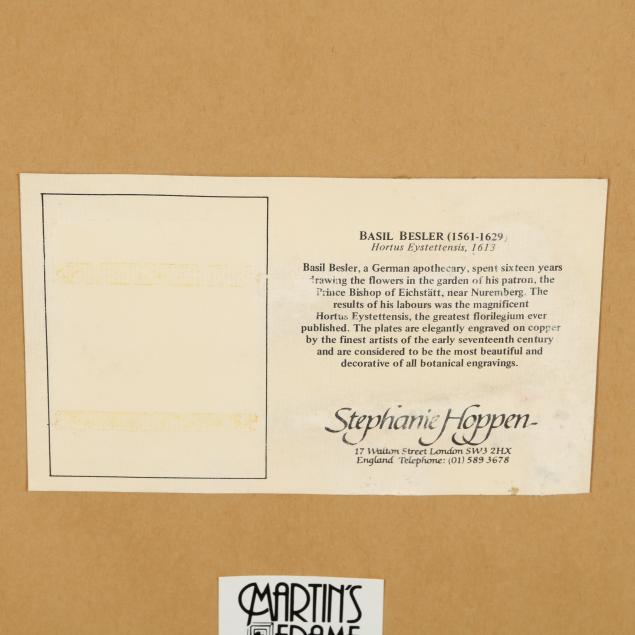 BASIL BESLER (1561-1629)
Hortus Eystettensis, 1613
Basil Besler, a German apothecary, spent sixteen years
drawing the flowers in the garden of his patron, the
Prince Bishop of Eichstätt, near Nuremberg. The
results of his labours was the magnificent
Hortus Eystettensis, the greatest florilegium ever
published. The plates are elegantly engraved on copper
by the finest artists of the early seventeenth century
and are considered to be the most beautiful and
decorative of all botanical engravings.
Stephanie Hoppen
17 Walton Street London SW3 2HX
England Telephone: (01) 589 3678
MARTIN'S
FRAME